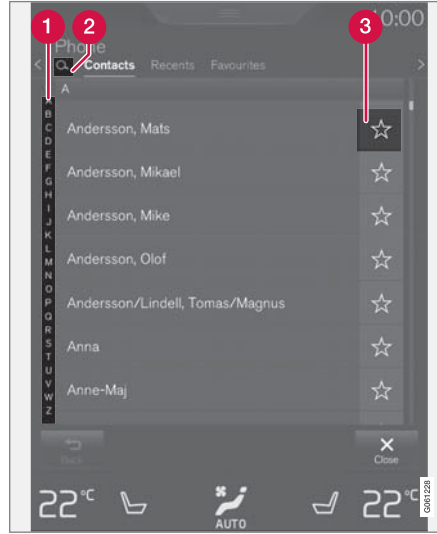 10:00
Phone
1
2
3
Contacts Recents Favourites
A
A
B
C
D
E
F
G
H
I
J
K
L
M
N
O
P
Q
R
S
T
U
V
W
Z
Andersson, Mats
Andersson, Mikael
Andersson, Mike
Andersson, Olof
Andersson/Lindell, Tomas/Magnus
Anna
Anne-Maj
Back
Close
22°C
AUTO
22°C
G061228